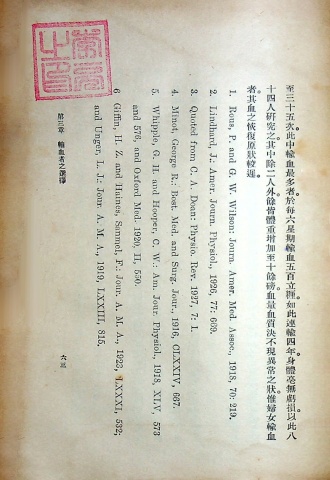 至三十五次。此中輸血最多者。於每六星期輸血五百立糎。如此連輸四年。身體毫無虧損。以此八
十四人研究之。其中除二人外。餘皆體重增加至十餘磅。血量血質決不現異常之狀。惟婦女輸血
者。其血之恢復原狀較遲。
1. Rous, P. and G. W. Wilson: Journ. Amer. Med. Assoc., 1918, 70: 219.
2. Lindhard, J.: Amer. Journ. Physiol., 1926, 77: 669.
3. Quoted from C. A. Doan: Physio. Rev. 1927, 7: 1.
4. Minot, George R.: Bost. Med. and Surg. Jour., 1916, CLXXIV, 667.
5. Whipple, G. H. and Hooper, C. W.: Am. Jour. Physiol., 1918, XLV, 573
and 576, and Oxford Med. 1920 II, 550.
6. Giffin, H. Z. and Haines, Sanmel, F.: Jour. A. M. A., 1923, LXXXI, 532;
and Unger, L. J.: Jour. A. M. A., 1919, LXXIII, 815.
第三章 輸血者之選擇
六三